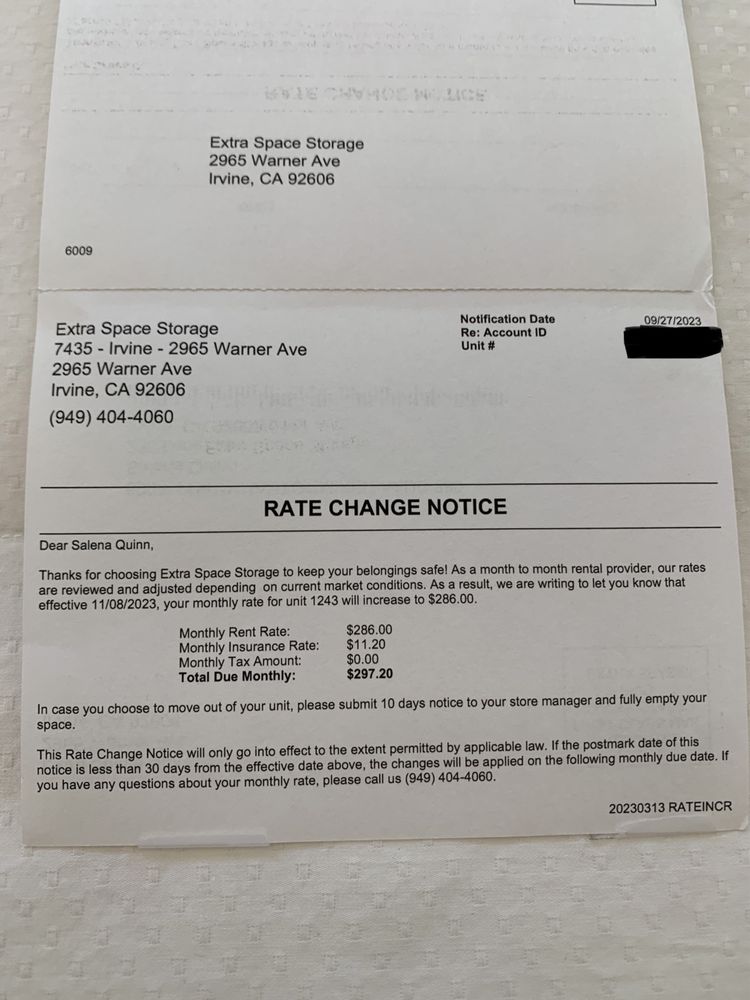 RATE CHANGE NOTICE
Extra Space Storage
2965 Warner Ave
Irvine, CA 92606
6009
Extra Space Storage
7435 - Irvine - 2965 Warner Ave
2965 Warner Ave
Irvine, CA 92606
(949) 404-4060
Notification Date 09/27/2023
Re: Account ID
Unit #
RATE CHANGE NOTICE
Dear Salena Quinn,
Thanks for choosing Extra Space Storage to keep your belongings safe! As a month to month rental provider, our rates
are reviewed and adjusted depending on current market conditions. As a result, we are writing to let you know that
effective 11/08/2023, your monthly rate for unit 1243 will increase to $286.00.
Monthly Rent Rate: $286.00
Monthly Insurance Rate: $11.20
Monthly Tax Amount: $0.00
Total Due Monthly: $297.20
In case you choose to move out of your unit, please submit 10 days notice to your store manager and fully empty your
space.
This Rate Change Notice will only go into effect to the extent permitted by applicable law. If the postmark date of this
notice is less than 30 days from the effective date above, the changes will be applied on the following monthly due date. If
you have any questions about your monthly rate, please call us (949) 404-4060.
20230313 RATEINCR